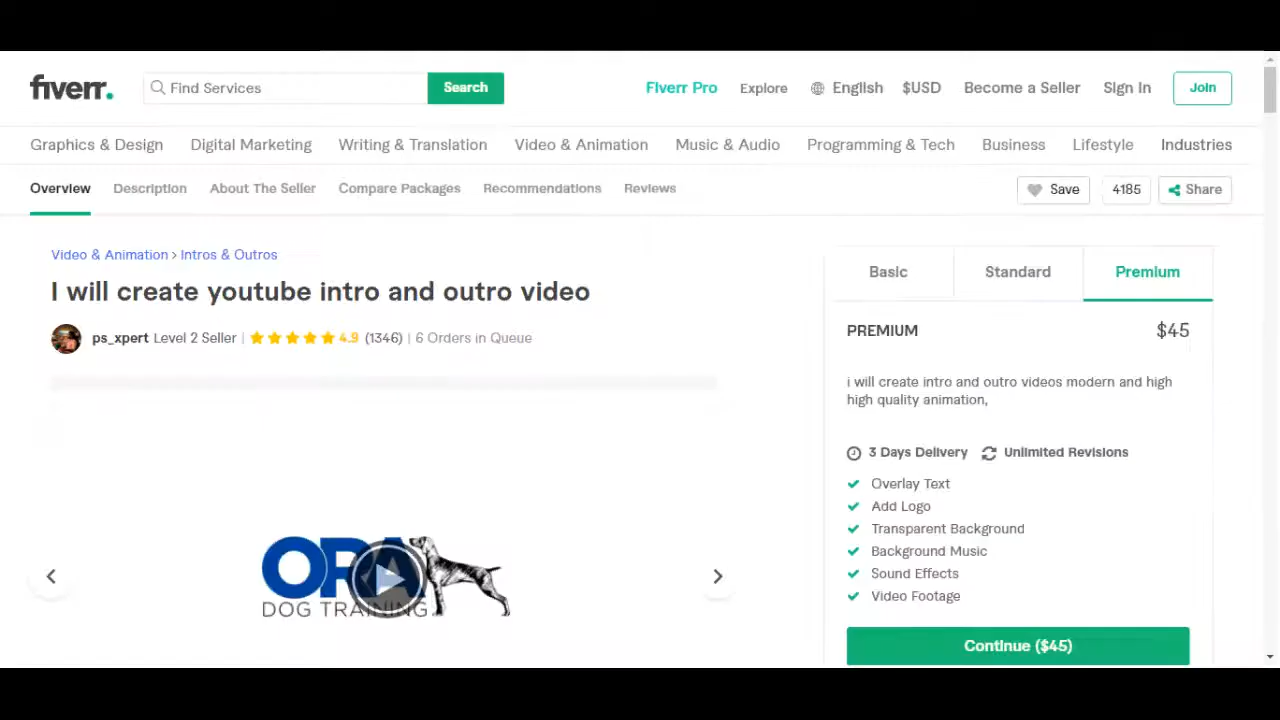 fiverr.
Find Services
Search
Fiverr Pro
Explore
English
$USD
Become a Seller
Sign In
Join
Graphics & Design
Digital Marketing
Writing & Translation
Video & Animation
Music & Audio
Programming & Tech
Business
Lifestyle
Industries
Overview
Description
About The Seller
Compare Packages
Recommendations
Reviews
Save
4185
Share
Video & Animation › Intros & Outros
I will create youtube intro and outro video
ps_xpert Level 2 Seller | 4.9 (1346) | 6 Orders in Queue
ORA
DOG TRAINING
Basic
Standard
Premium
PREMIUM
$45
i will create intro and outro videos modern and high
high quality animation,
3 Days Delivery
Unlimited Revisions
Overlay Text
Add Logo
Transparent Background
Background Music
Sound Effects
Video Footage
Continue ($45)